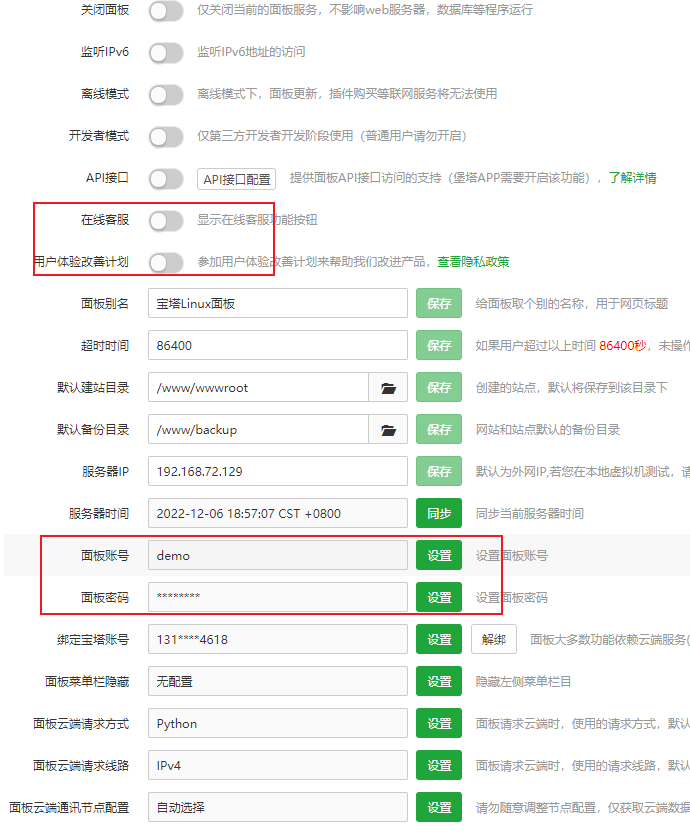 关闭面板 仅关闭当前的面板服务，不影响web服务器，数据库等程序运行
监听IPv6 监听IPv6地址的访问
离线模式 离线模式下，面板更新，插件购买等联网服务将无法使用
开发者模式 仅第三方开发者开发阶段使用（普通用户请勿开启）
API接口 API接口配置 提供面板API接口访问的支持（堡塔APP需要开启该功能），了解详情
在线客服 显示在线客服功能按钮
用户体验改善计划 参加用户体验改善计划来帮助我们改进产品，查看隐私政策
面板别名 宝塔Linux面板 保存 给面板取个别的名称，用于网页标题
超时时间 86400 保存 如果用户超过以上时间 86400秒，未操作
默认建站目录 /www/wwwroot 保存 创建的站点，默认将保存到该目录下
默认备份目录 /www/backup 保存 网站和站点默认的备份目录
服务器IP 192.168.72.129 保存 默认为外网IP,若您在本地虚拟机测试，请
服务器时间 2022-12-06 18:57:07 CST +0800 同步 同步当前服务器时间
面板账号 demo 设置 设置面板账号
面板密码 ******** 设置 设置面板密码
绑定宝塔账号 131****4618 设置 解绑 面板大多数功能依赖云端服务(
面板菜单栏隐藏 无配置 设置 隐藏左侧菜单栏目
面板云端请求方式 Python 设置 面板请求云端时，使用的请求方式，默认
面板云端请求线路 IPv4 设置 面板请求云端时，使用的请求线路，默认
面板云端通讯节点配置 自动选择 设置 请勿随意调整节点配置，仅获取云端数据